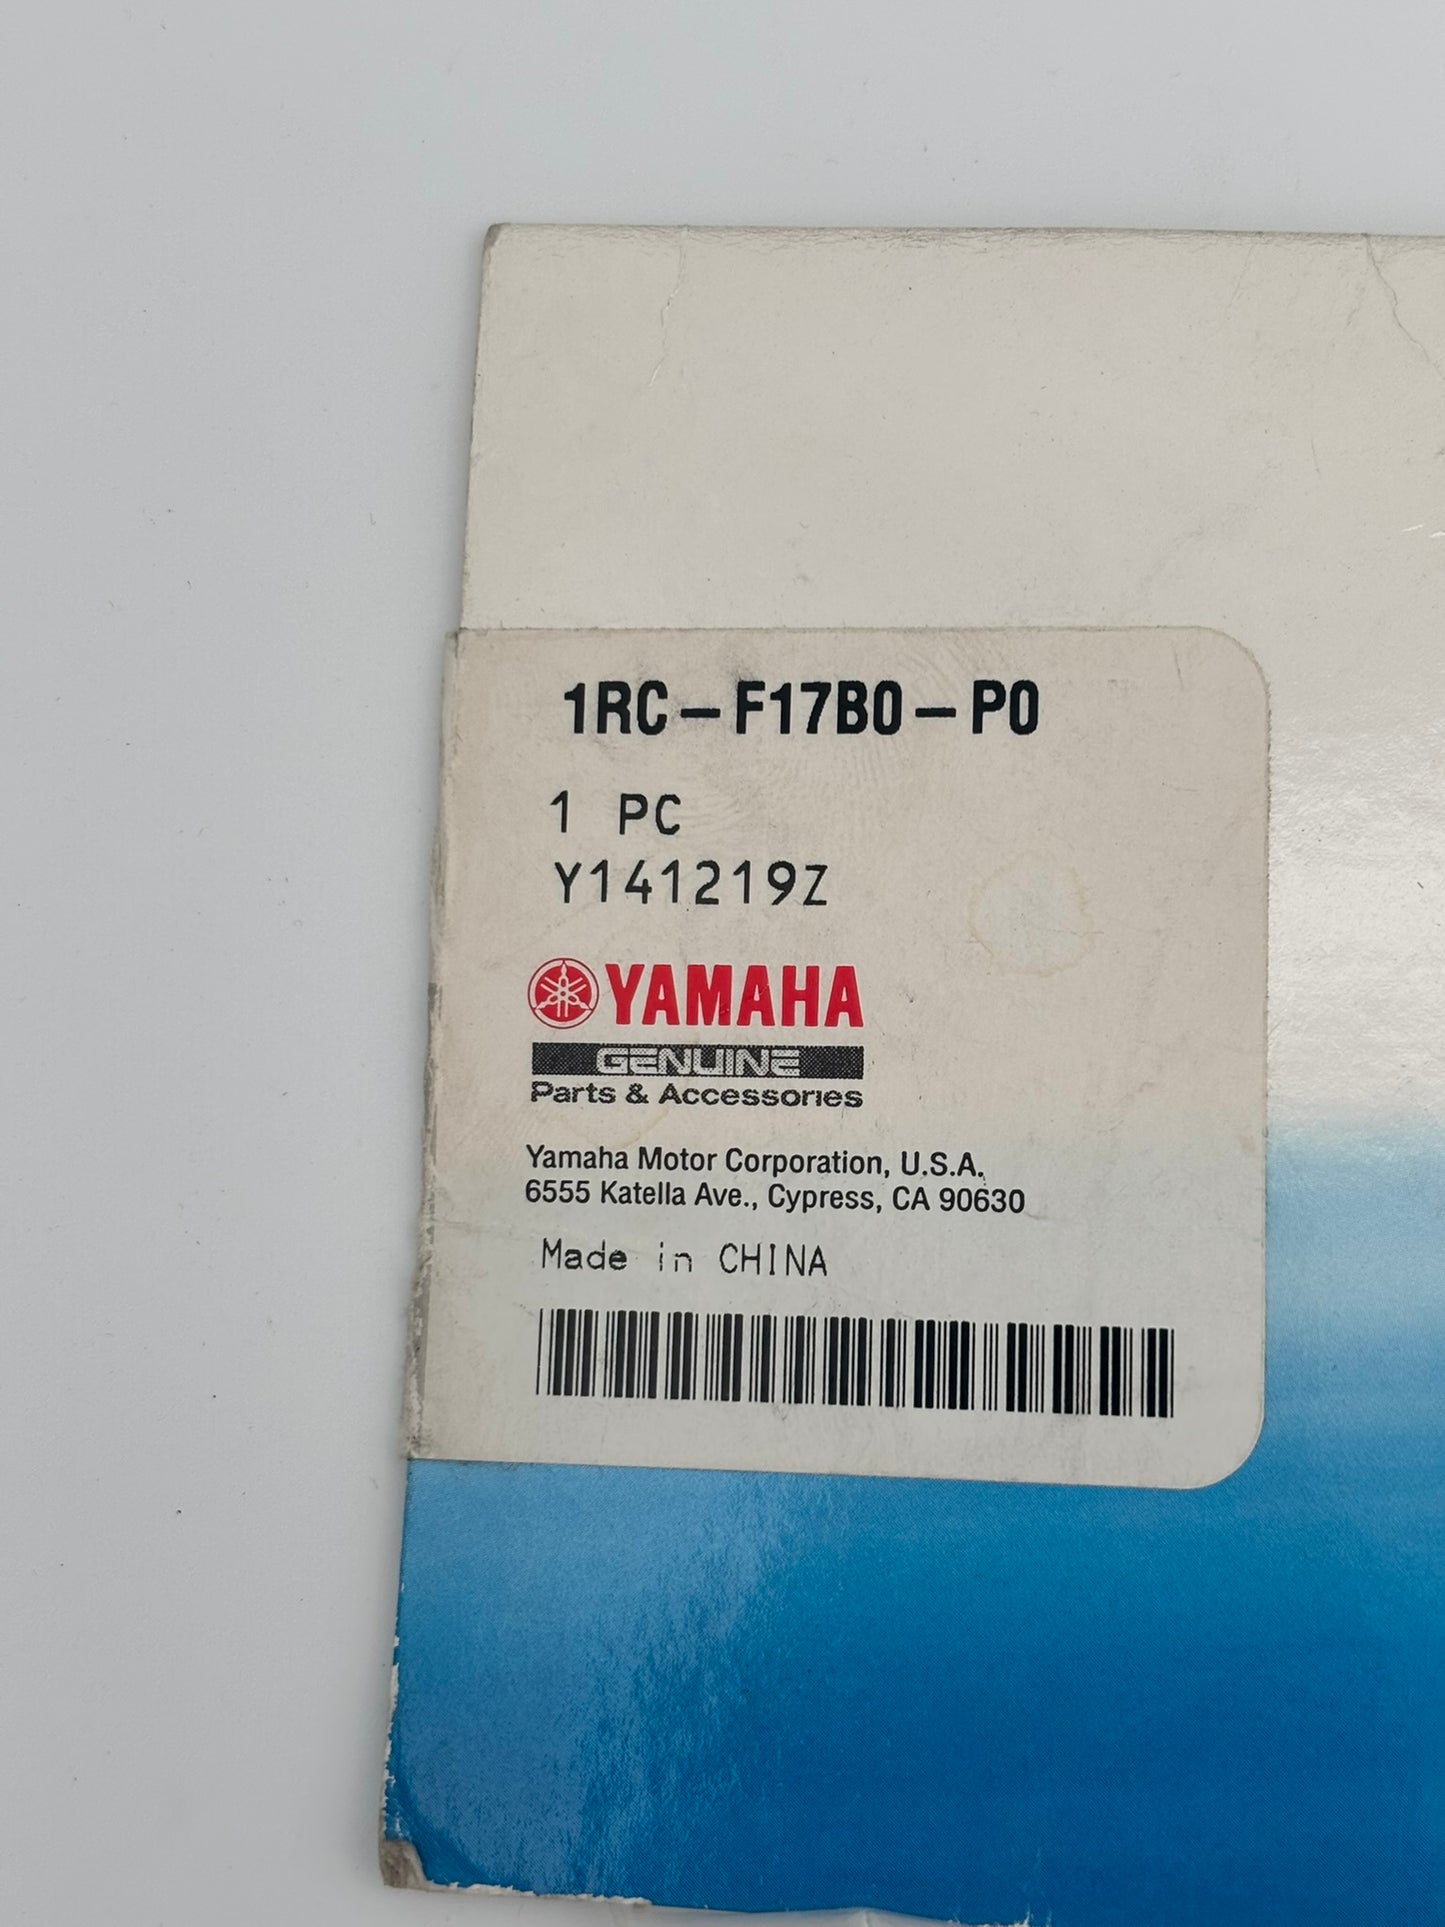 1RC-F17B0-P0
1 PC
Y141219Z
YAMAHA
GENUINE
Parts & Accessories
Yamaha Motor Corporation, U.S.A.
6555 Katella Ave., Cypress, CA 90630
Made in CHINA